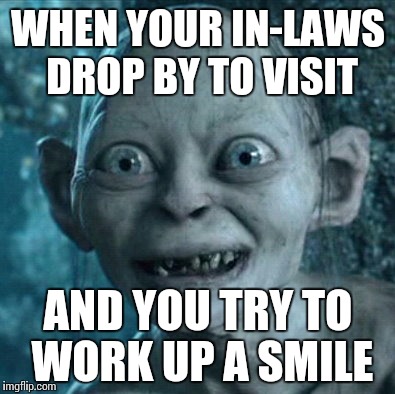 WHEN YOUR IN-LAWS
DROP BY TO VISIT
AND YOU TRY TO
WORK UP A SMILE
imgflip.com